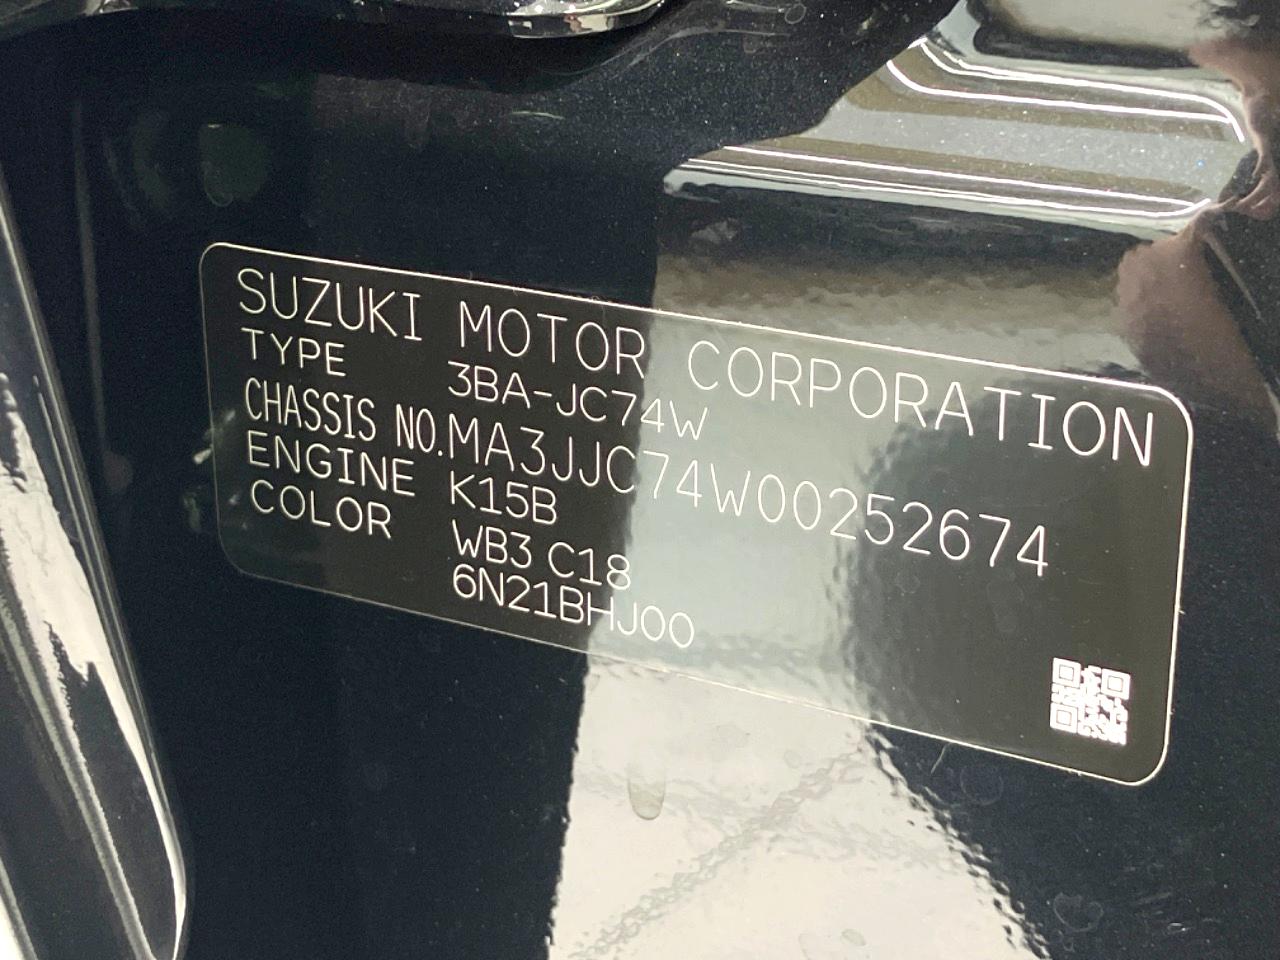 SUZUKI MOTOR CORPORATION
TYPE 3BA-JC74W
CHASSIS NO. MA3JJC74W00252674
ENGINE K15B
COLOR WB3 C18
6N21BHJ00